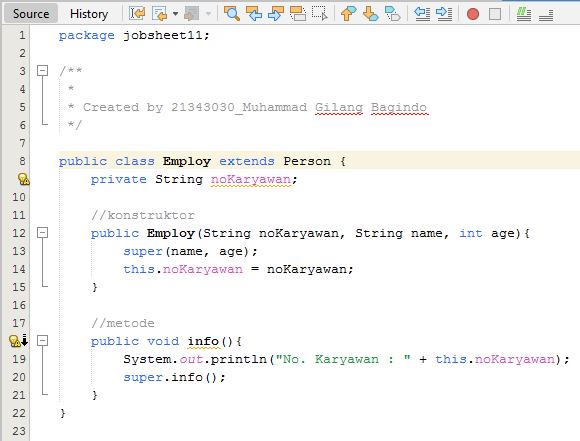 Source History
1 package jobsheet11;
2
3 /**
4 *
5 * Created by 21343030_Muhammad Gilang Bagindo
6 */
7
8 public class Employ extends Person {
private String noKaryawan;
10
11 //konstruktor
12 public Employ(String noKaryawan, String name, int age){
13 super(name, age);
14 this.noKaryawan = noKaryawan;
15 }
16
17 //metode
public void info(){
19 System.out.println("No. Karyawan : " + this.noKaryawan);
20 super.info();
21 }
22 }
23